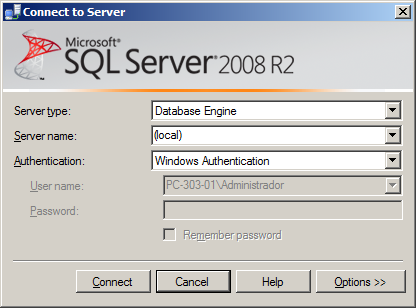 Connect to Server
Microsoft®
SQL Server® 2008 R2
Server type: Database Engine
Server name: (local)
Authentication: Windows Authentication
User name: PC-303-01\Administrador
Password:
Remember password
Connect Cancel Help Options >>